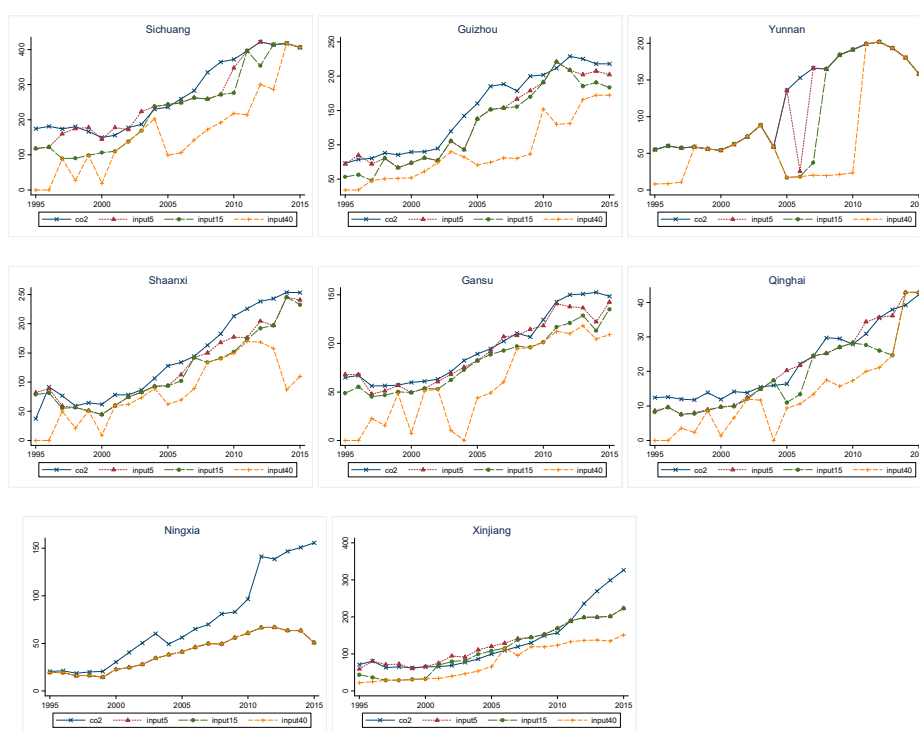 Sichuang
0 100 200 300 400
1995 2000 2005 2010 2015
co2 input5 input15 input40
Guizhou
50 100 150 200 250
1995 2000 2005 2010 2015
co2 input5 input15 input40
Yunnan
0 50 100 150 200
1995 2000 2005 2010
co2 input5 input15 input40
Shaanxi
0 50 100 150 200 250
1995 2000 2005 2010 2015
co2 input5 input15 input40
Gansu
0 50 100 150
1995 2000 2005 2010 2015
co2 input5 input15 input40
Qinghai
0 10 20 30 40
1995 2000 2005 2010
co2 input5 input15 input40
Ningxia
0 50 100 150
1995 2000 2005 2010 2015
co2 input5 input15 input40
Xinjiang
0 100 200 300 400
1995 2000 2005 2010 2015
co2 input5 input15 input40